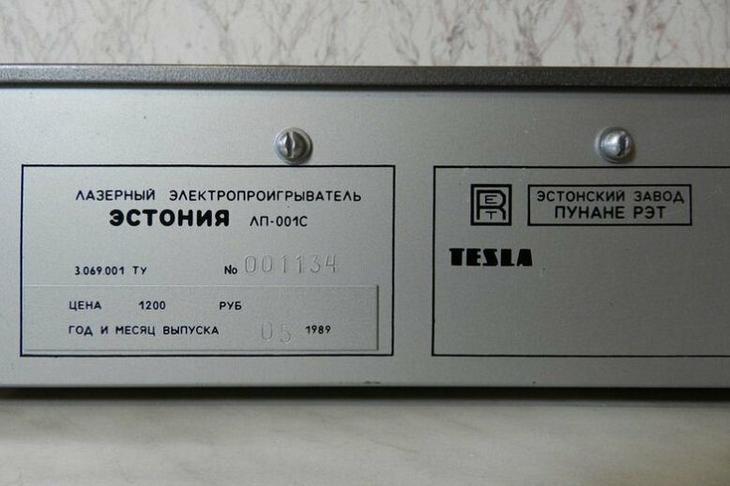 ЛАЗЕРНЫЙ ЭЛЕКТРОПРОИГРЫВАТЕЛЬ
ЭСТОНИЯ ЛП-001С
3.069.001 ТУ № 001134
ЦЕНА 1200 РУБ
ГОД И МЕСЯЦ ВЫПУСКА 05 1989
RET
ЭСТОНСКИЙ ЗАВОД
ПУНАНЕ РЭТ
TESLA